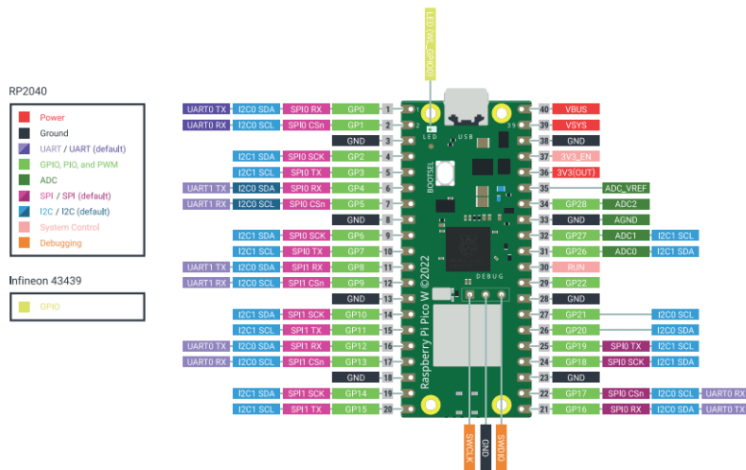 LED (WL_GPIO0)
RP2040
Power
Ground
UART / UART (default)
GPIO, PIO, and PWM
ADC
SPI / SPI (default)
I2C / I2C (default)
System Control
Debugging
Infineon 43439
GPIO
UART0 TX I2C0 SDA SPI0 RX GP0 1
UART0 RX I2C0 SCL SPI0 CSn GP1 2
GND 3
I2C1 SDA SPI0 SCK GP2 4
I2C1 SCL SPI0 TX GP3 5
UART1 TX I2C0 SDA SPI0 RX GP4 6
UART1 RX I2C0 SCL SPI0 CSn GP5 7
GND 8
I2C1 SDA SPI0 SCK GP6 9
I2C1 SCL SPI0 TX GP7 10
UART1 TX I2C0 SDA SPI1 RX GP8 11
UART1 RX I2C0 SCL SPI1 CSn GP9 12
GND 13
I2C1 SDA SPI1 SCK GP10 14
I2C1 SCL SPI1 TX GP11 15
UART0 TX I2C0 SDA SPI1 RX GP12 16
UART0 RX I2C0 SCL SPI1 CSn GP13 17
GND 18
I2C1 SDA SPI1 SCK GP14 19
I2C1 SCL SPI1 TX GP15 20
1
2
39
LED
USB
BOOTSEL
DEBUG
Raspberry Pi Pico W ©2022
40 VBUS
39 VSYS
38 GND
37 3V3_EN
36 3V3(OUT)
35 ADC_VREF
34 GP28 ADC2
33 GND AGND
32 GP27 ADC1 I2C1 SCL
31 GP26 ADC0 I2C1 SDA
30 RUN
29 GP22
28 GND
27 GP21 I2C0 SCL
26 GP20 I2C0 SDA
25 GP19 SPI0 TX I2C1 SCL
24 GP18 SPI0 SCK I2C1 SDA
23 GND
22 GP17 SPI0 CSn I2C0 SCL UART0 RX
21 GP16 SPI0 RX I2C0 SDA UART0 TX
SWCLK
GND
SWDIO